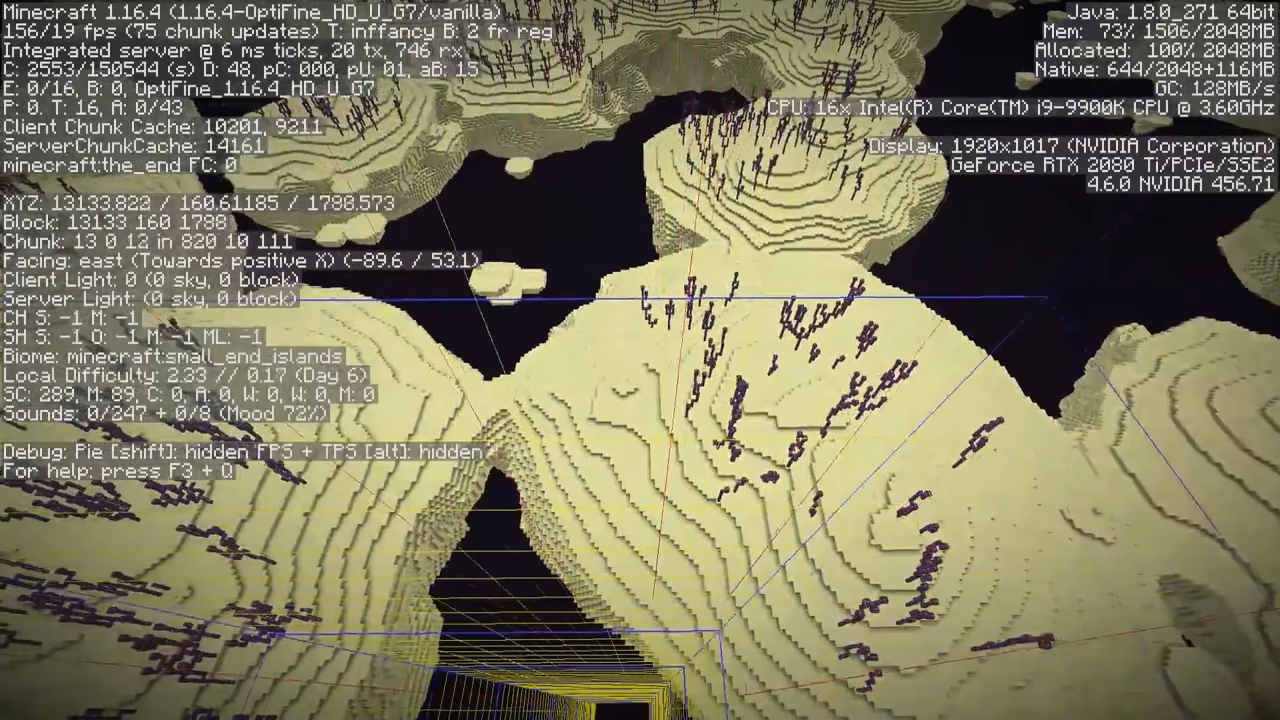 Minecraft 1.16.4 (1.16.4-OptiFine_HD_U_G7/vanilla)
156/19 fps (75 chunk updates) T: inffancy B: 2 fr reg
Integrated server @ 6 ms ticks, 20 tx, 746 rx
C: 2553/150544 (s) D: 48, pC: 000, pU: 01, aB: 15
E: 0/16, B: 0, OptiFine_1.16.4_HD_U_G7
P: 0, T: 16, A: 0/43
Client Chunk Cache: 10201, 9211
ServerChunkCache: 14161
minecraft:the_end FC: 0
XYZ: 13133.822 / 160.61185 / 1788.573
Block: 13133 160 1788
Chunk: 13 0 12 in 820 10 111
Facing: east (Towards positive X) (-89.6 / 53.1)
Client Light: 0 (0 sky, 0 block)
Server Light: (0 sky, 0 block)
CH S: -1 M: -1
SH S: -1 O: -1 M: -1 ML: -1
Biome: minecraft:small_end_islands
Local Difficulty: 2.33 // 0.17 (Day 6)
SC: 289, M: 89, C: 0, A: 0, W: 0, W: 0, M: 0
Sounds: 0/247 + 0/8 (Mood 72%)
Debug: Pie [shift]: hidden FPS + TPS [alt]: hidden
For help: press F3 + Q
Java: 1.8.0_271 64bit
Mem: 73% 1506/2048MB
Allocated: 100% 2048MB
Native: 644/2048+116MB
GC: 128MB/s
CPU: 16x Intel(R) Core(TM) i9-9900K CPU @ 3.60GHz
Display: 1920x1017 (NVIDIA Corporation)
GeForce RTX 2080 Ti/PCIe/SSE2
4.6.0 NVIDIA 456.71